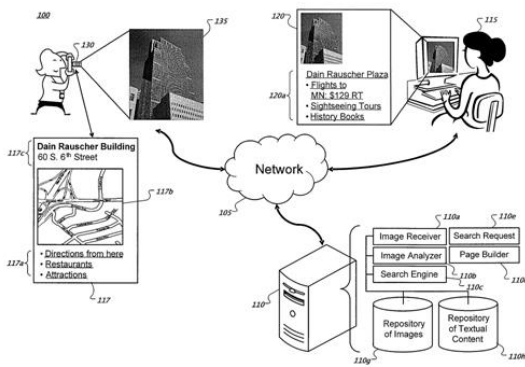 100
130
135
120
115
Dain Rauscher Plaza
• Flights to
MN: $129 RT
• Sightseeing Tours
• History Books
120a
117c
Dain Rauscher Building
60 S. 6th Street
117b
117a
• Directions from here
• Restaurants
• Attractions
117
Network
105
110
110a
110e
Image Receiver
Search Request
Image Analyzer
Page Builder
110b
Search Engine
110c
Repository
of Images
Repository
of Textual
Content
110g
110h